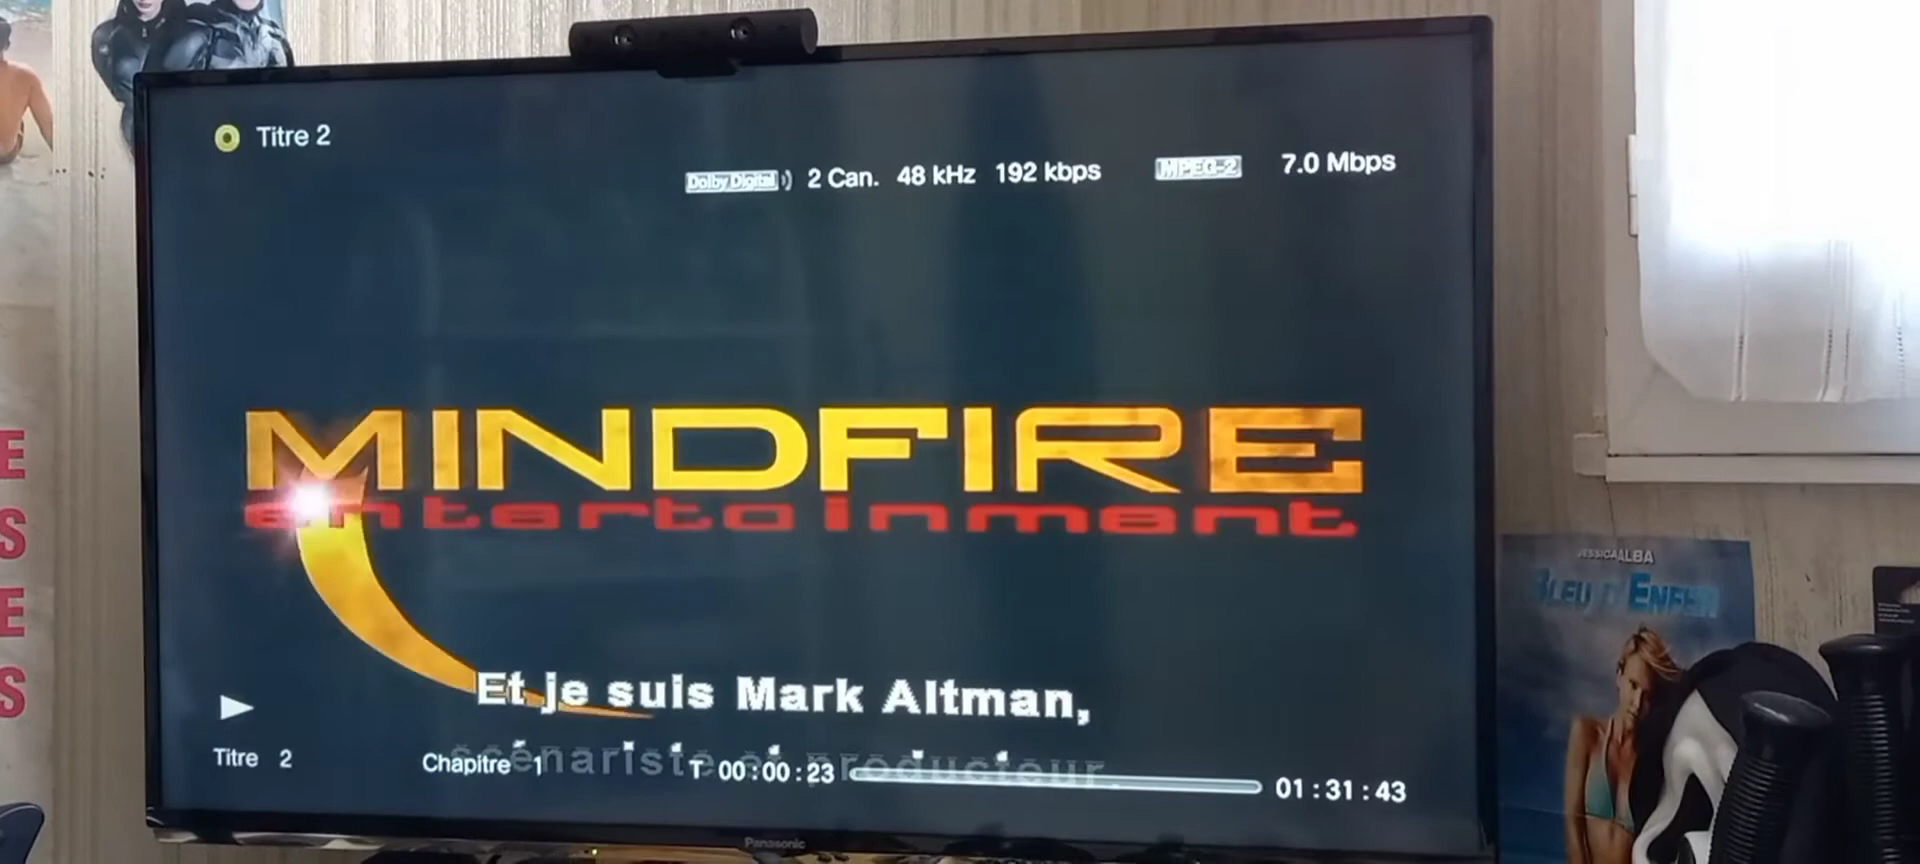 Titre 2
Dolby Digital 2 Can. 48 kHz 192 kbps MPEG-2 7.0 Mbps
MINDFIRE
entertainment
Et je suis Mark Altman,
scénariste et producteur.
Titre 2 Chapitre 1 T 00:00:23 01:31:43
Panasonic
E
S
E
S
JESSICA ALBA
BLEU D'ENFER